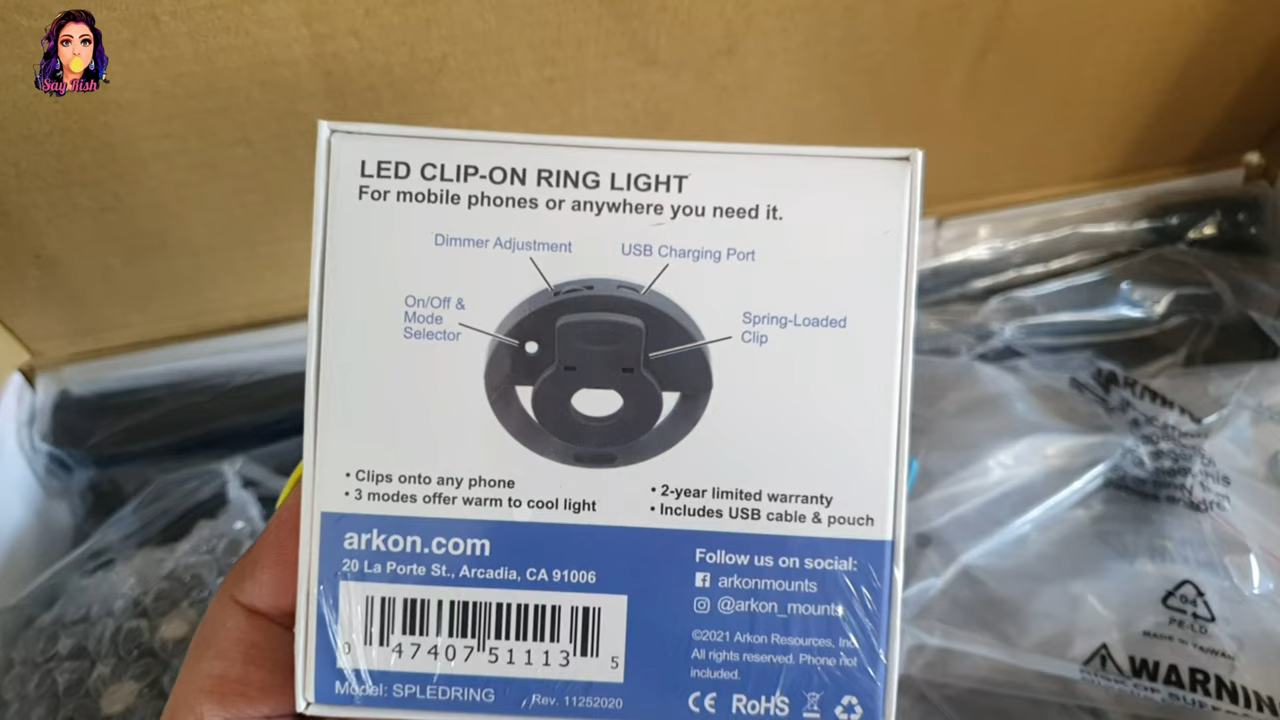 Say Kish
LED CLIP-ON RING LIGHT
For mobile phones or anywhere you need it.
Dimmer Adjustment
USB Charging Port
On/Off &
Mode
Selector
Spring-Loaded
Clip
• Clips onto any phone
• 3 modes offer warm to cool light
• 2-year limited warranty
• Includes USB cable & pouch
arkon.com
20 La Porte St., Arcadia, CA 91006
0 47407 51113 5
Model: SPLEDRING
Rev. 11252020
Follow us on social:
arkonmounts
@arkon_mounts
©2021 Arkon Resources, Inc.
All rights reserved. Phone not
included.
CE RoHS
04
PE-LD
MADE IN TAIWAN
WARNIN